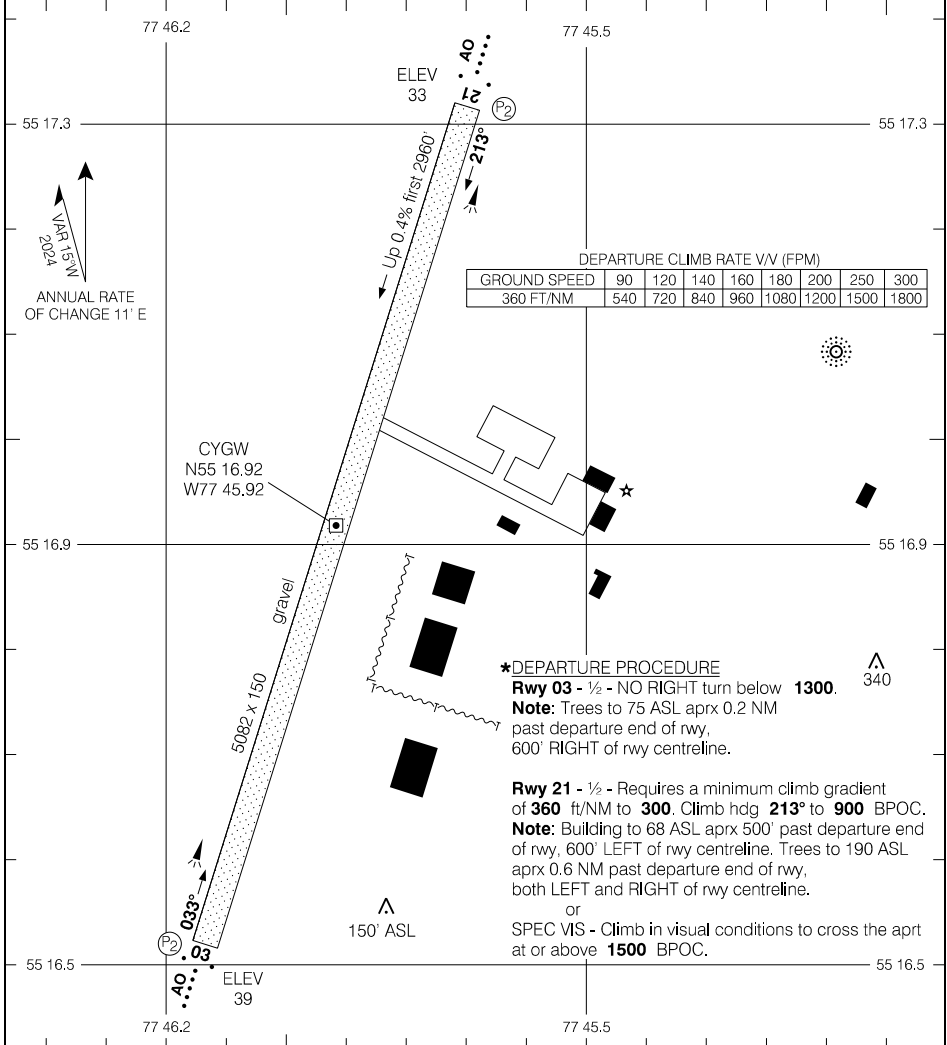 77 46.2
77 45.5
AO
ELEV
33
21
P2
55 17.3
55 17.3
213°
Up 0.4% first 2960'
VAR 15°W
2024
ANNUAL RATE
OF CHANGE 11' E
DEPARTURE CLIMB RATE V/V (FPM)
GROUND SPEED 90 120 140 160 180 200 250 300
360 FT/NM 540 720 840 960 1080 1200 1500 1800
CYGW
N55 16.92
W77 45.92
55 16.9
55 16.9
gravel
5082 x 150
340
*DEPARTURE PROCEDURE
Rwy 03 - ½ - NO RIGHT turn below 1300.
Note: Trees to 75 ASL aprx 0.2 NM
past departure end of rwy,
600' RIGHT of rwy centreline.
Rwy 21 - ½ - Requires a minimum climb gradient
of 360 ft/NM to 300. Climb hdg 213° to 900 BPOC.
Note: Building to 68 ASL aprx 500' past departure end
of rwy, 600' LEFT of rwy centreline. Trees to 190 ASL
aprx 0.6 NM past departure end of rwy,
both LEFT and RIGHT of rwy centreline.
or
SPEC VIS - Climb in visual conditions to cross the aprt
at or above 1500 BPOC.
150' ASL
033°
P2
03
AO
ELEV
39
55 16.5
55 16.5
77 46.2
77 45.5